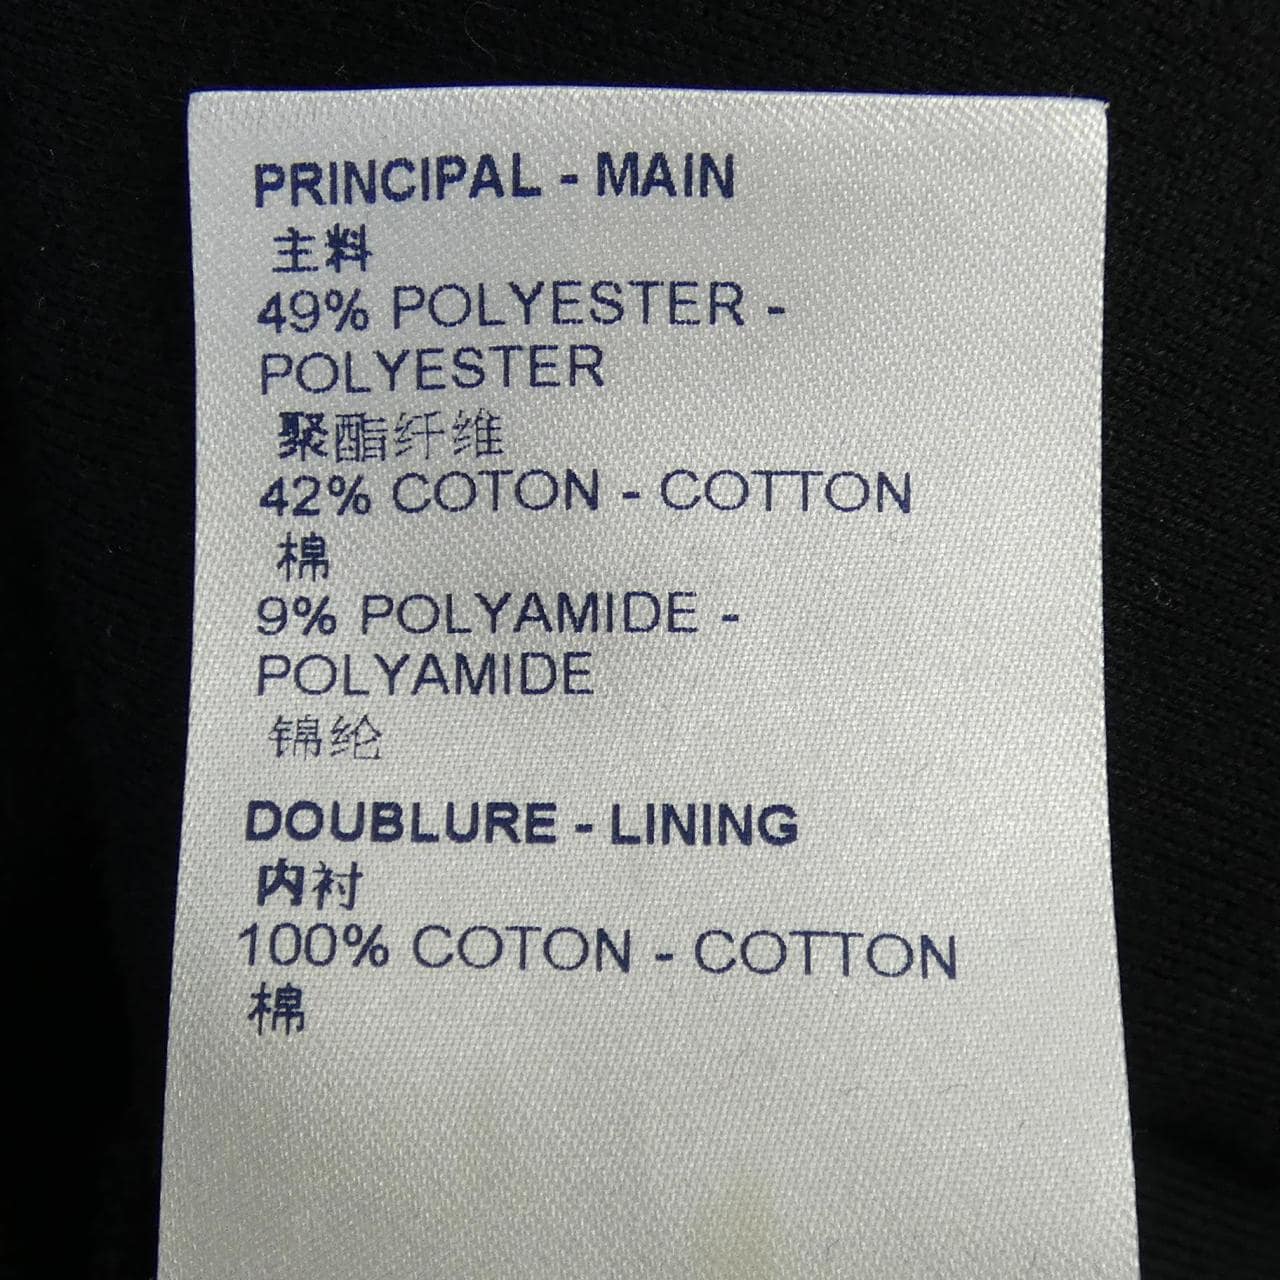 PRINCIPAL - MAIN
主料
49% POLYESTER -
POLYESTER
聚酯纤维
42% COTON - COTTON
棉
9% POLYAMIDE -
POLYAMIDE
锦纶
DOUBLURE - LINING
内衬
100% COTON - COTTON
棉